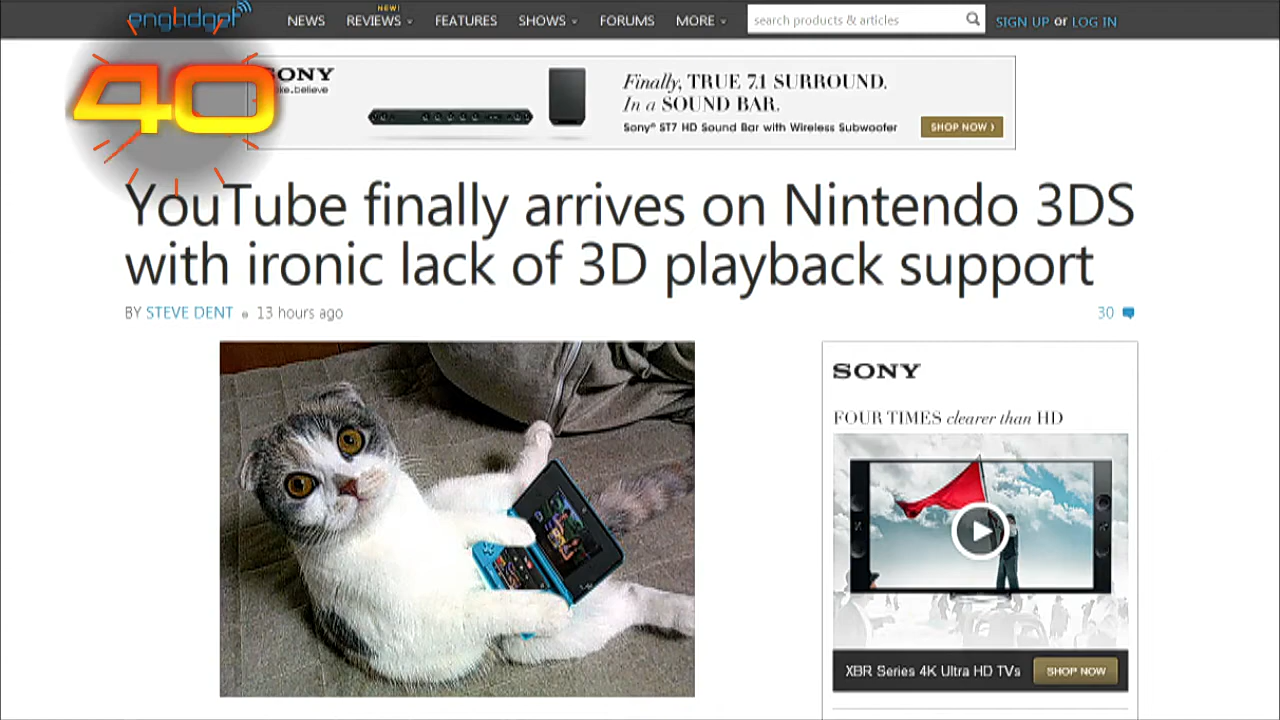 engadget
NEWS
NEW!
REVIEWS
FEATURES
SHOWS
FORUMS
MORE
search products & articles
SIGN UP or LOG IN
40
SONY
make.believe
Finally, TRUE 7.1 SURROUND.
In a SOUND BAR.
Sony® ST7 HD Sound Bar with Wireless Subwoofer
SHOP NOW ›
YouTube finally arrives on Nintendo 3DS
with ironic lack of 3D playback support
BY STEVE DENT
13 hours ago
30
SONY
FOUR TIMES clearer than HD
XBR Series 4K Ultra HD TVs
SHOP NOW